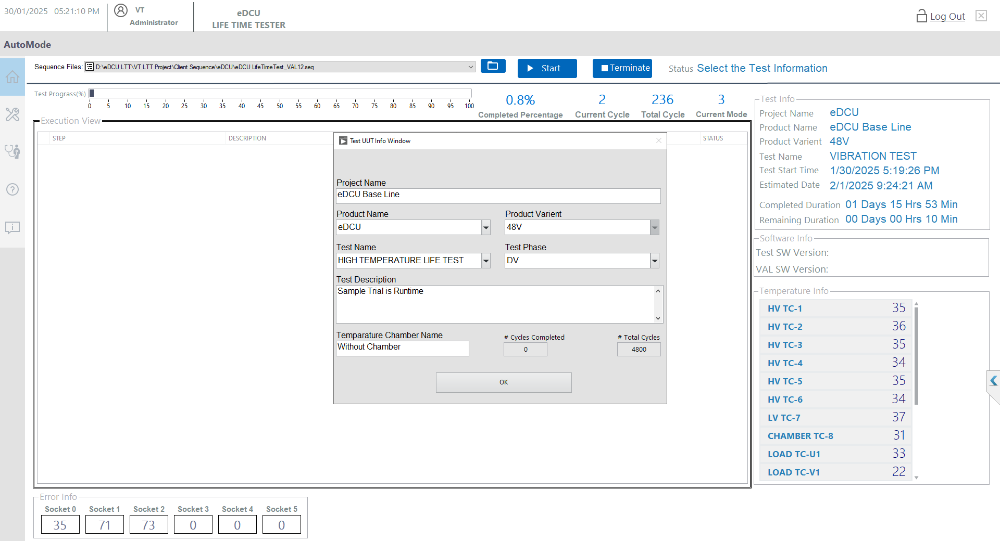 30/01/2025 05:21:10 PM
VT
Administrator
eDCU
LIFE TIME TESTER
Log Out
AutoMode
Sequence Files: D:\eDCU LTT\VT LTT Project\Client Sequence\eDCU\eDCU LifeTimeTest_VAL12.seq
Start
Terminate
Status Select the Test Information
Test Prograss(%)
0 5 10 15 20 25 30 35 40 45 50 55 60 65 70 75 80 85 90 95 100
0.8%
Completed Percentage
2
Current Cycle
236
Total Cycle
3
Current Mode
Execution View
STEP DESCRIPTION STATUS
Test UUT Info Window
Project Name
eDCU Base Line
Product Name Product Varient
eDCU 48V
Test Name Test Phase
HIGH TEMPERATURE LIFE TEST DV
Test Description
Sample Trial is Runtime
Temparature Chamber Name # Cycles Completed # Total Cycles
Without Chamber 0 4800
OK
Test Info
Project Name eDCU
Product Name eDCU Base Line
Product Varient 48V
Test Name VIBRATION TEST
Test Start Time 1/30/2025 5:19:26 PM
Estimated Date 2/1/2025 9:24:21 AM
Completed Duration 01 Days 15 Hrs 53 Min
Remaining Duration 00 Days 00 Hrs 10 Min
Software Info
Test SW Version:
VAL SW Version:
Temperature Info
HV TC-1 35
HV TC-2 36
HV TC-3 35
HV TC-4 34
HV TC-5 35
HV TC-6 34
LV TC-7 37
CHAMBER TC-8 31
LOAD TC-U1 33
LOAD TC-V1 22
Error Info
Socket 0 Socket 1 Socket 2 Socket 3 Socket 4 Socket 5
35 71 73 0 0 0